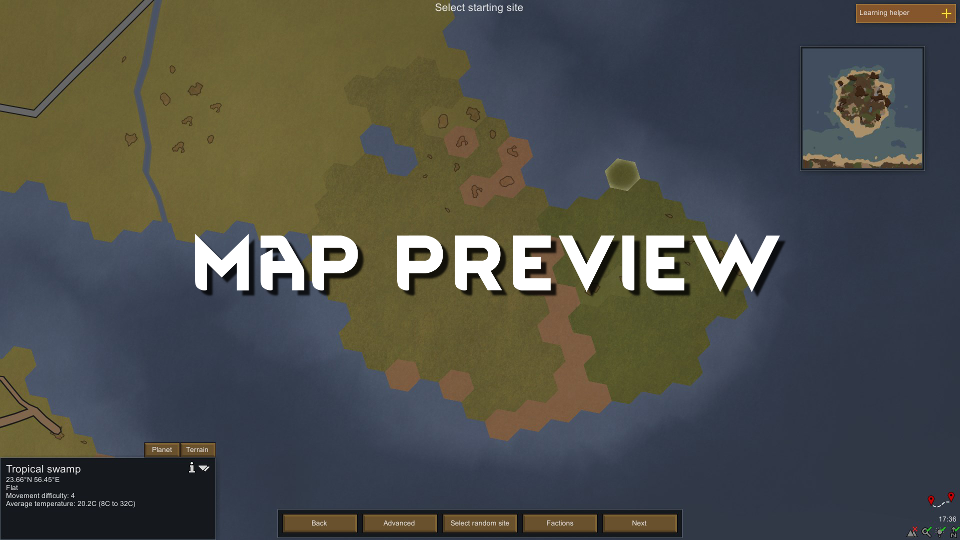 Select starting site
Learning helper
MAP PREVIEW
Planet
Terrain
Tropical swamp
23.66°N 56.45°E
Flat
Movement difficulty: 4
Average temperature: 20.2C (8C to 32C)
Back
Advanced
Select random site
Factions
Next
17:36